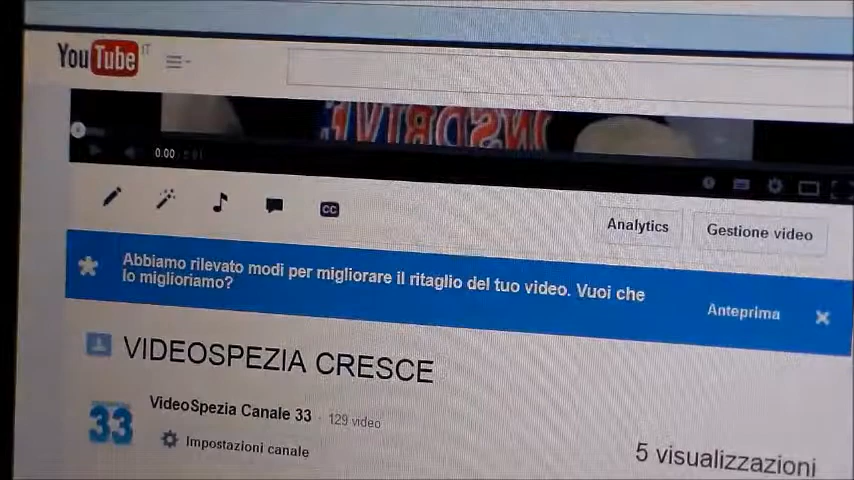 YouTube IT
0:00
CC
Analytics
Gestione video
Abbiamo rilevato modi per migliorare il ritaglio del tuo video. Vuoi che
lo miglioriamo?
Anteprima
VIDEOSPEZIA CRESCE
33
VideoSpezia Canale 33 · 129 video
Impostazioni canale
5 visualizzazioni